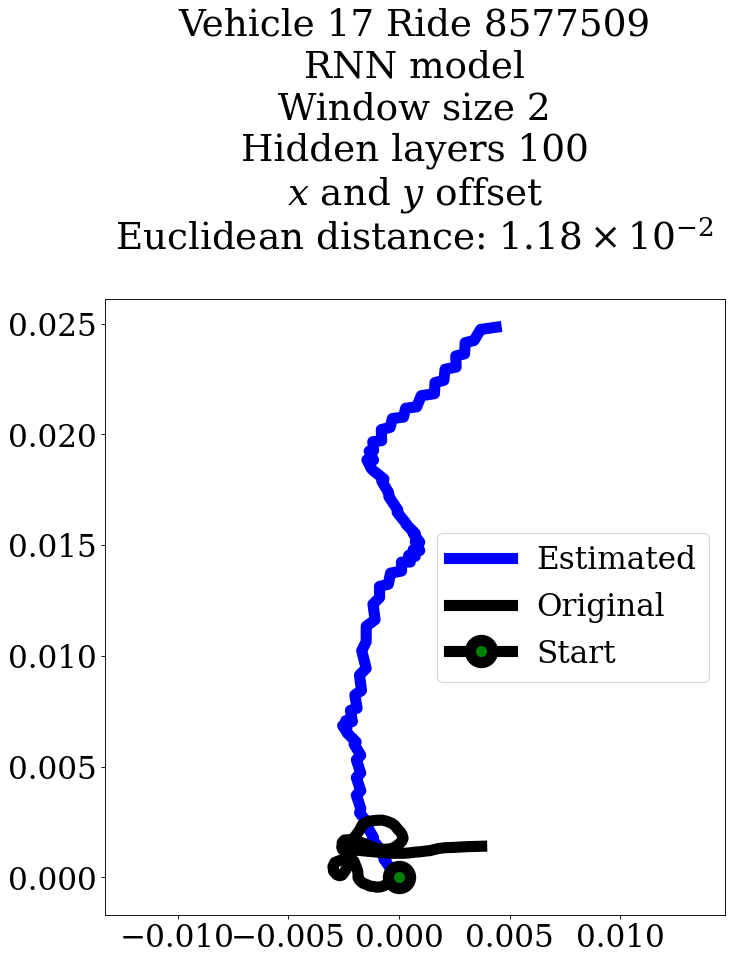 Vehicle 17 Ride 8577509
RNN model
Window size 2
Hidden layers 100
x and y offset
Euclidean distance: 1.18 × 10⁻²
0.025
0.020
0.015
0.010
0.005
0.000
Estimated
Original
Start
−0.010 −0.005 0.000 0.005 0.010